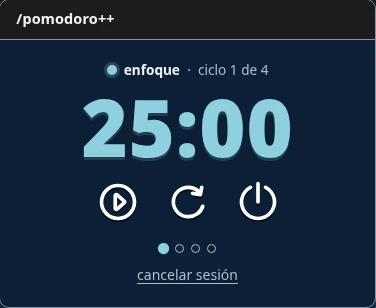 /pomodoro++
enfoque · ciclo 1 de 4
25:00
cancelar sesión